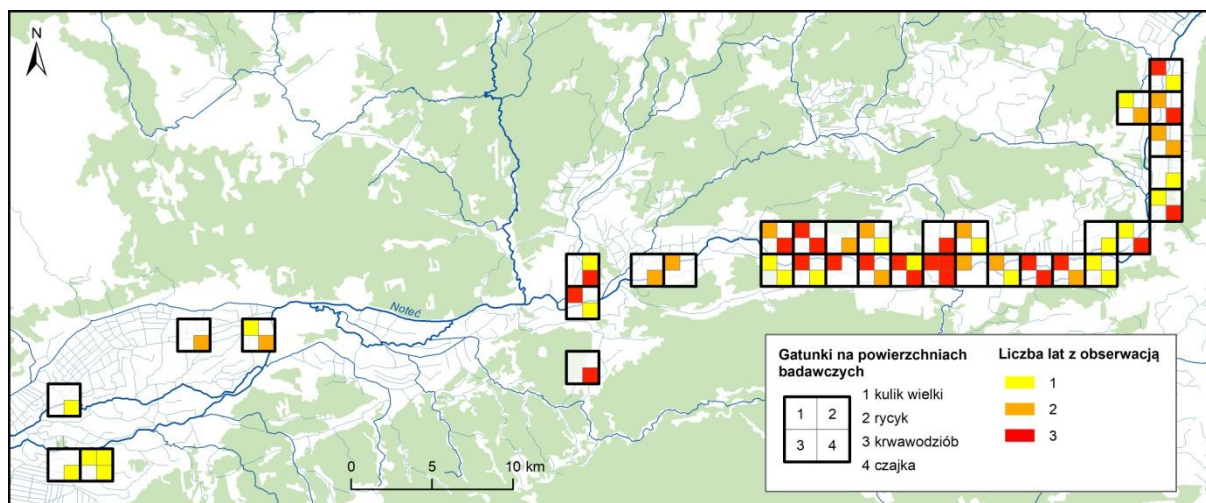 N
Noteć
0 5 10 km
Gatunki na powierzchniach
badawczych
1 2
3 4
1 kulik wielki
2 rycyk
3 krwawodziób
4 czajka
Liczba lat z obserwacją
1
2
3